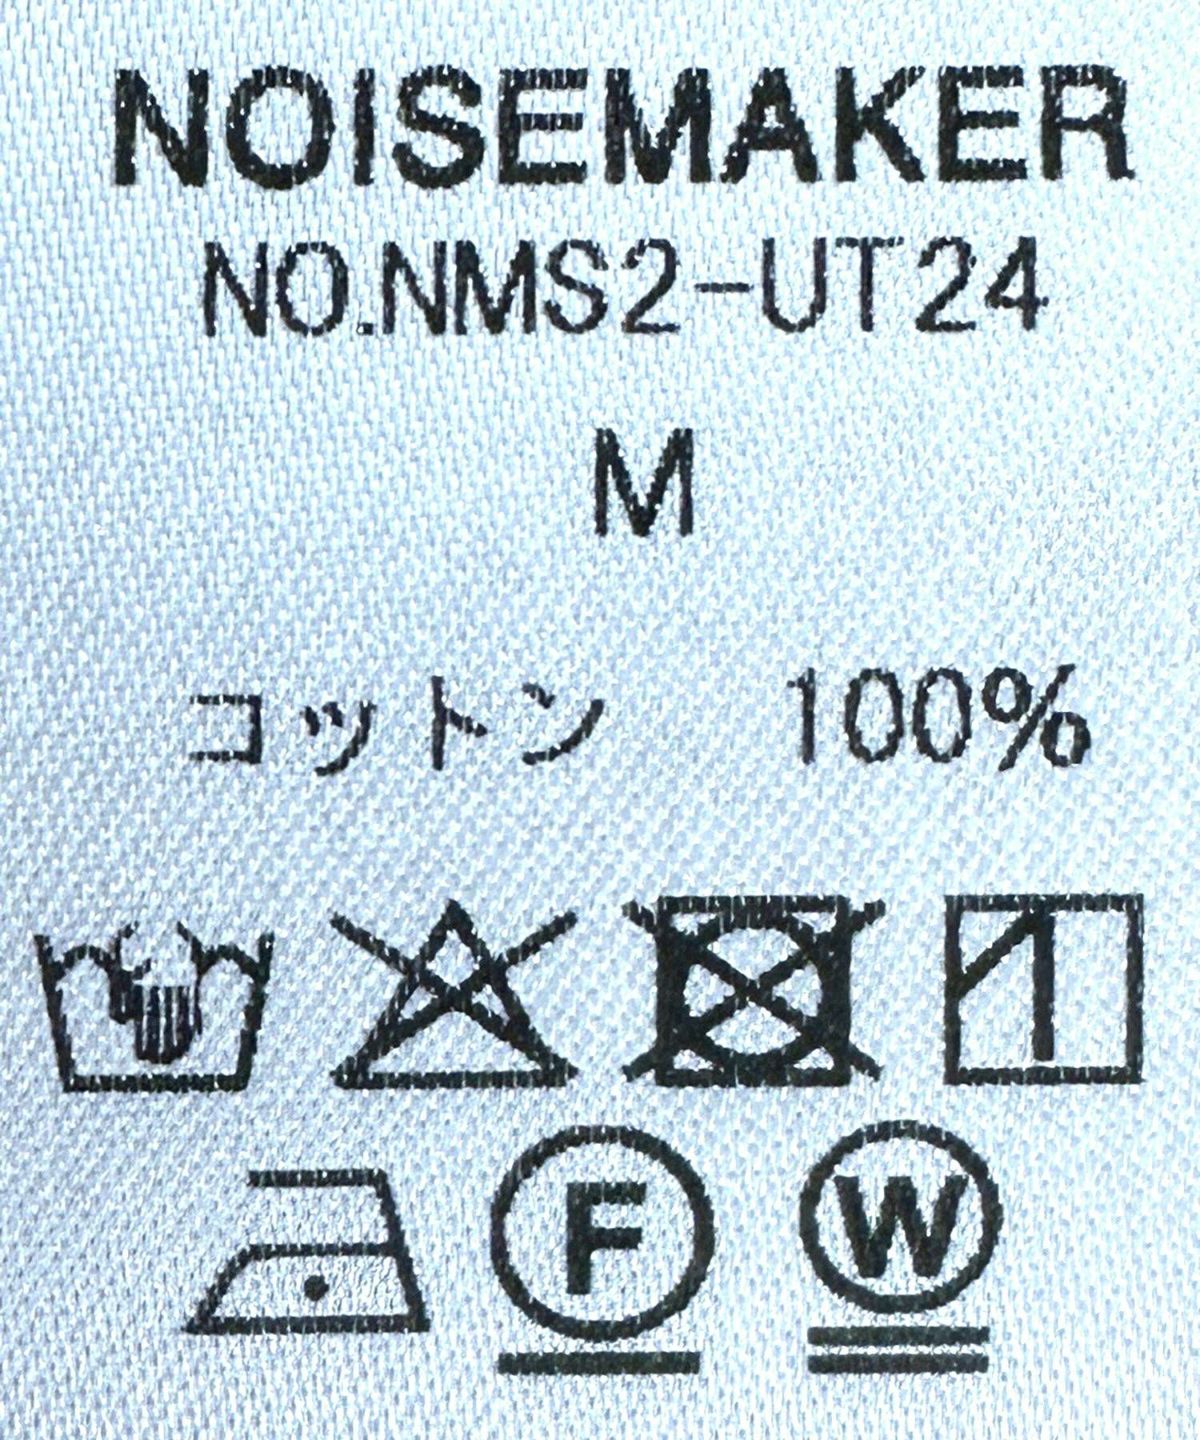 NOISEMAKER
NO.NMS2-UT24
M
コットン 100%
F W